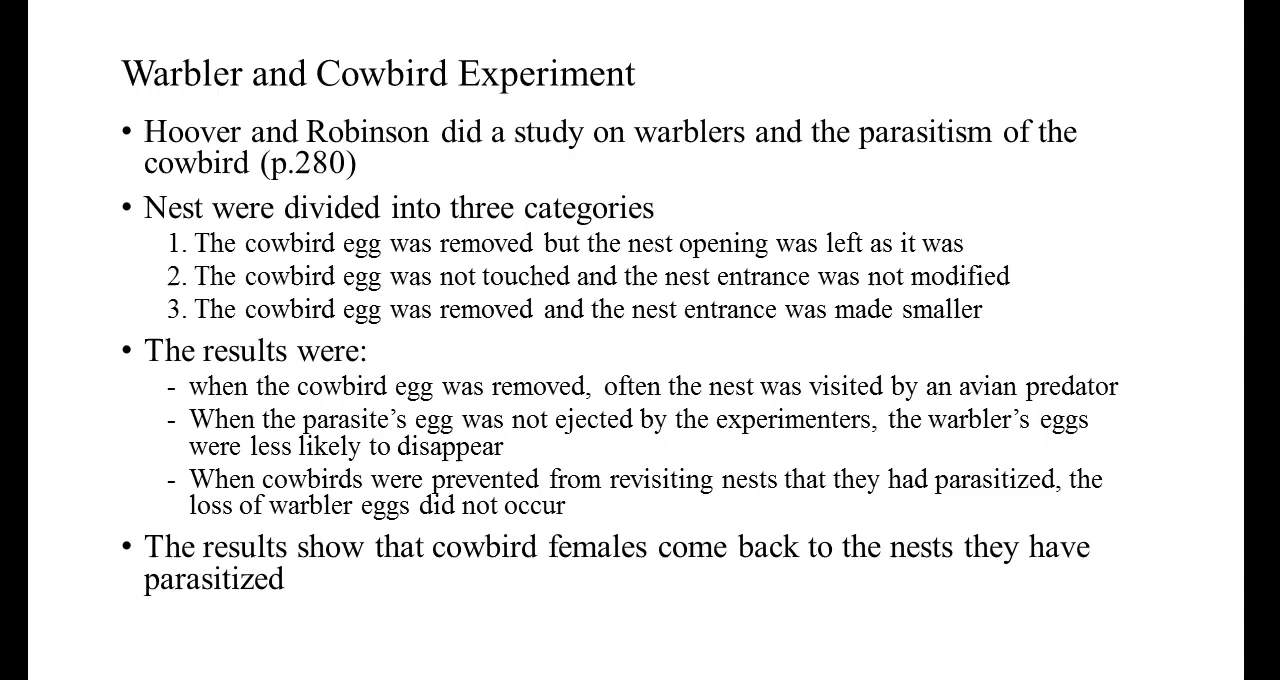 Warbler and Cowbird Experiment
• Hoover and Robinson did a study on warblers and the parasitism of the
cowbird (p.280)
• Nest were divided into three categories
1. The cowbird egg was removed but the nest opening was left as it was
2. The cowbird egg was not touched and the nest entrance was not modified
3. The cowbird egg was removed and the nest entrance was made smaller
• The results were:
- when the cowbird egg was removed, often the nest was visited by an avian predator
- When the parasite's egg was not ejected by the experimenters, the warbler's eggs
were less likely to disappear
- When cowbirds were prevented from revisiting nests that they had parasitized, the
loss of warbler eggs did not occur
• The results show that cowbird females come back to the nests they have
parasitized